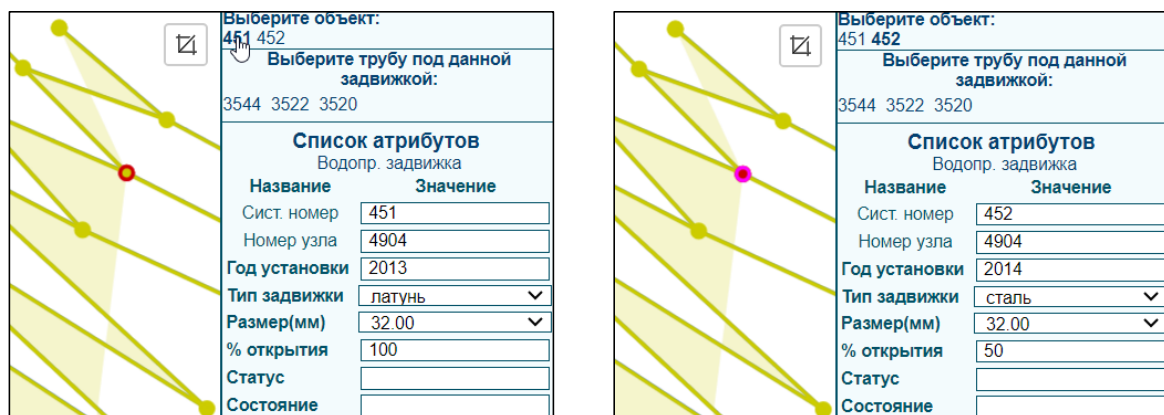 Выберите объект:
451 452
Выберите трубу под данной
задвижкой:
3544 3522 3520
Список атрибутов
Водопр. задвижка
Название Значение
Сист. номер 451
Номер узла 4904
Год установки 2013
Тип задвижки латунь
Размер(мм) 32.00
% открытия 100
Статус
Состояние
Выберите объект:
451 452
Выберите трубу под данной
задвижкой:
3544 3522 3520
Список атрибутов
Водопр. задвижка
Название Значение
Сист. номер 452
Номер узла 4904
Год установки 2014
Тип задвижки сталь
Размер(мм) 32.00
% открытия 50
Статус
Состояние